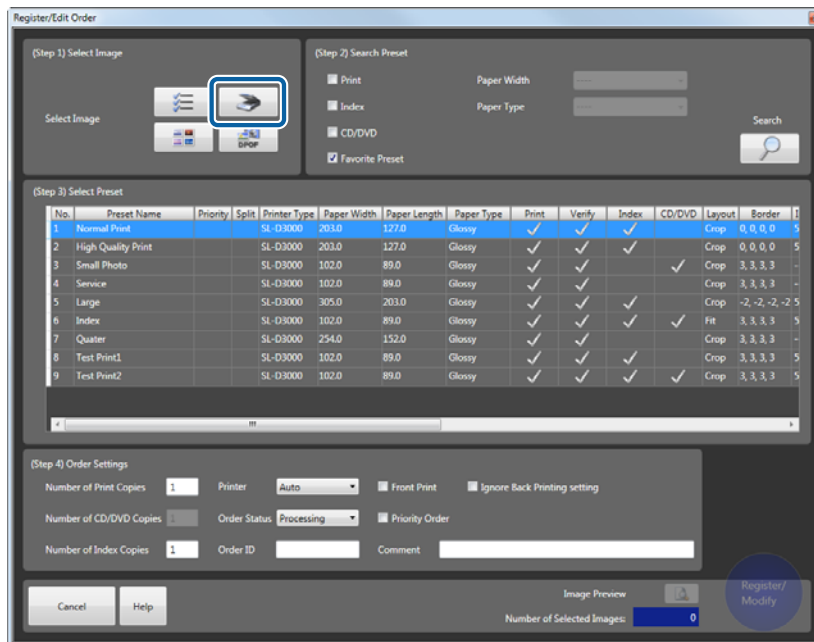 Register/Edit Order
(Step 1) Select Image
Select Image
DPOF
(Step 2) Search Preset
Print Paper Width ----
Index Paper Type ----
CD/DVD
Favorite Preset
Search
(Step 3) Select Preset
No. Preset Name Priority Split Printer Type Paper Width Paper Length Paper Type Print Verify Index CD/DVD Layout Border I
1 Normal Print SL-D3000 203.0 127.0 Glossy Crop 0, 0, 0, 0 5
2 High Quality Print SL-D3000 203.0 127.0 Glossy Crop 0, 0, 0, 0 5
3 Small Photo SL-D3000 102.0 89.0 Glossy Crop 3, 3, 3, 3 -
4 Service SL-D3000 102.0 89.0 Glossy Crop 3, 3, 3, 3 -
5 Large SL-D3000 305.0 203.0 Glossy Crop -2, -2, -2, -2 5
6 Index SL-D3000 102.0 89.0 Glossy Fit 3, 3, 3, 3 5
7 Quater SL-D3000 254.0 152.0 Glossy Crop 3, 3, 3, 3 -
8 Test Print1 SL-D3000 102.0 89.0 Glossy Crop 3, 3, 3, 3 5
9 Test Print2 SL-D3000 102.0 89.0 Glossy Crop 3, 3, 3, 3 5
(Step 4) Order Settings
Number of Print Copies 1 Printer Auto Front Print Ignore Back Printing setting
Number of CD/DVD Copies 1 Order Status Processing Priority Order
Number of Index Copies 1 Order ID Comment
Cancel Help
Image Preview
Number of Selected Images: 0
Register/
Modify